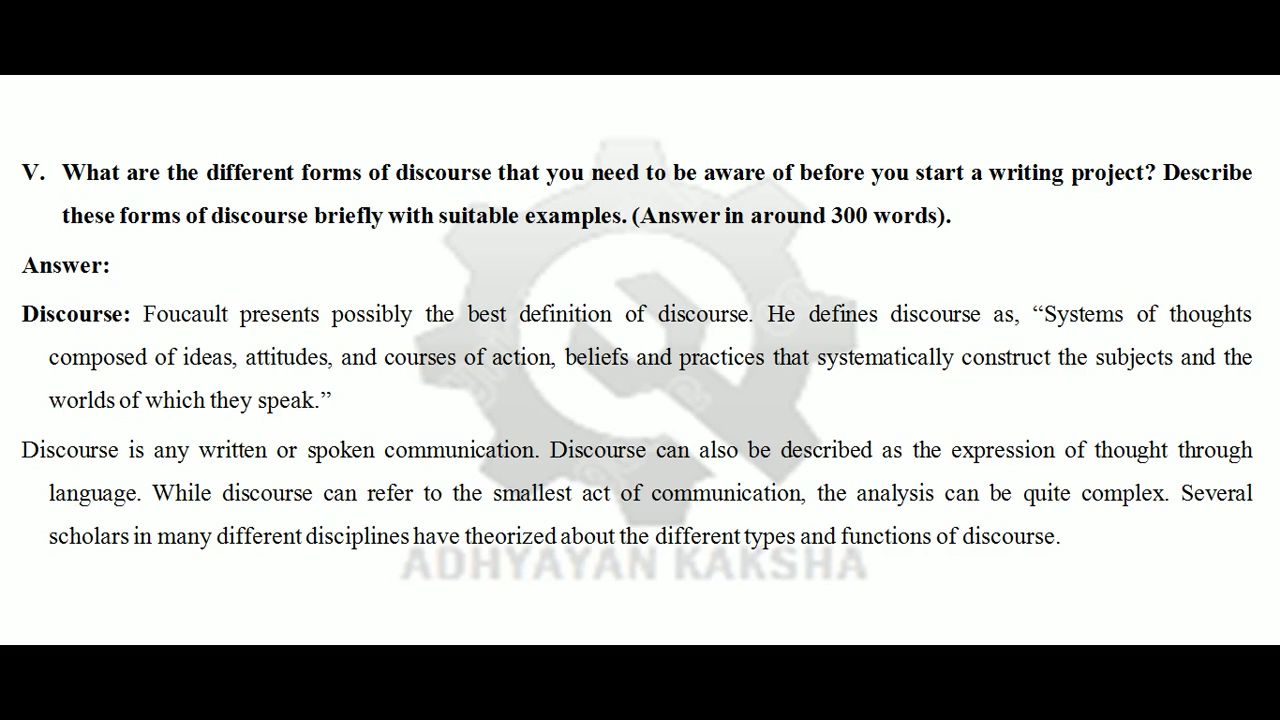 V. What are the different forms of discourse that you need to be aware of before you start a writing project? Describe
these forms of discourse briefly with suitable examples. (Answer in around 300 words).
Answer:
Discourse: Foucault presents possibly the best definition of discourse. He defines discourse as, “Systems of thoughts
composed of ideas, attitudes, and courses of action, beliefs and practices that systematically construct the subjects and the
worlds of which they speak.”
Discourse is any written or spoken communication. Discourse can also be described as the expression of thought through
language. While discourse can refer to the smallest act of communication, the analysis can be quite complex. Several
scholars in many different disciplines have theorized about the different types and functions of discourse.
ADHYAYAN KAKSHA